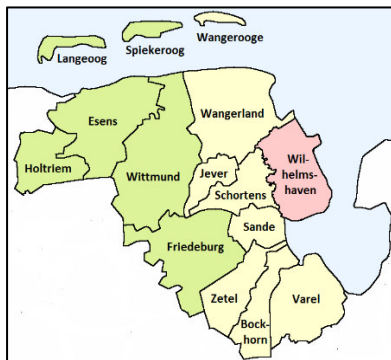 Wangerooge
Spiekeroog
Langeoog
Wangerland
Esens
Wil-
helms-
haven
Holtriem
Wittmund
Jever
Schortens
Sande
Friedeburg
Zetel
Varel
Bock-
horn